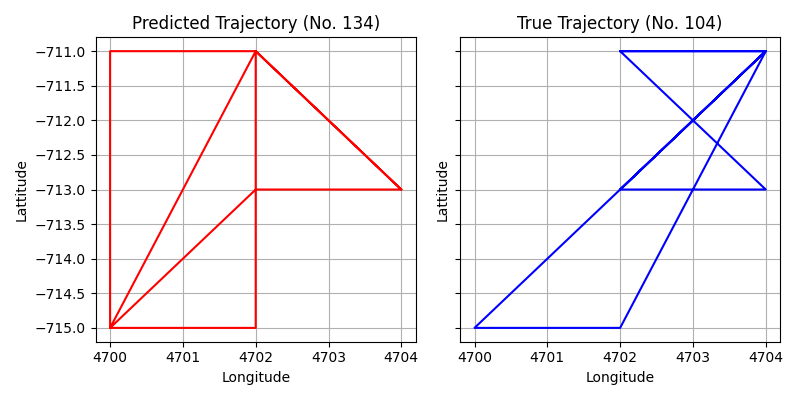 Predicted Trajectory (No. 134)
True Trajectory (No. 104)
−711.0
−711.5
−712.0
−712.5
−713.0
−713.5
−714.0
−714.5
−715.0
Lattitude
Lattitude
4700 4701 4702 4703 4704
4700 4701 4702 4703 4704
Longitude
Longitude